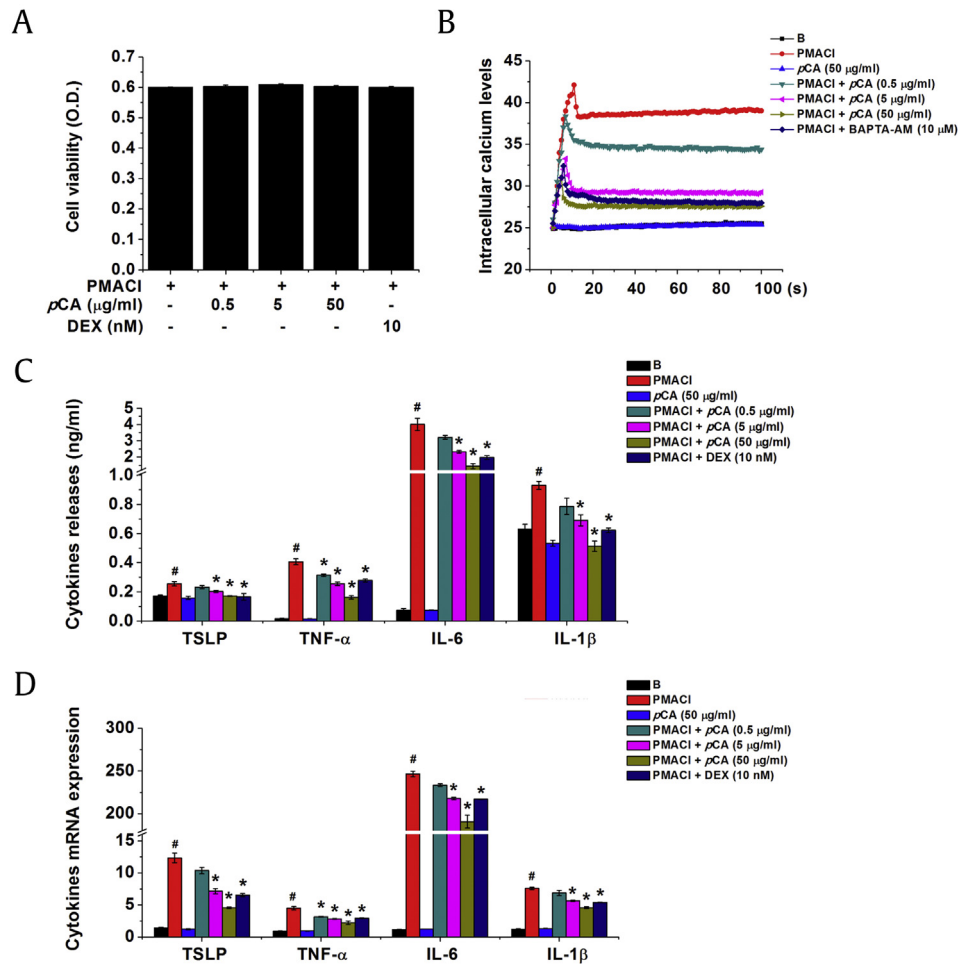 A
Cell viability (O.D.)
0.7
0.6
0.5
0.4
0.3
0.2
0.1
0.0
PMACI + + + + +
pCA (μg/ml) - 0.5 5 50 -
DEX (nM) - - - - 10
B
Intracellular calcium levels
45
40
35
30
25
20
0 20 40 60 80 100 (s)
B
PMACI
pCA (50 μg/ml)
PMACI + pCA (0.5 μg/ml)
PMACI + pCA (5 μg/ml)
PMACI + pCA (50 μg/ml)
PMACI + BAPTA-AM (10 μM)
C
B
PMACI
pCA (50 μg/ml)
PMACI + pCA (0.5 μg/ml)
PMACI + pCA (5 μg/ml)
PMACI + pCA (50 μg/ml)
PMACI + DEX (10 nM)
Cytokines releases (ng/ml)
5
4
3
2
1.0
0.8
0.6
0.4
0.2
0.0
# * * *
# * * * *
# * * *
# * * *
TSLP TNF-α IL-6 IL-1β
D
B
PMACI
pCA (50 μg/ml)
PMACI + pCA (0.5 μg/ml)
PMACI + pCA (5 μg/ml)
PMACI + pCA (50 μg/ml)
PMACI + DEX (10 nM)
Cytokines mRNA expression
300
250
200
15
10
5
0
# * * *
# * * * *
# * * *
# * * *
TSLP TNF-α IL-6 IL-1β